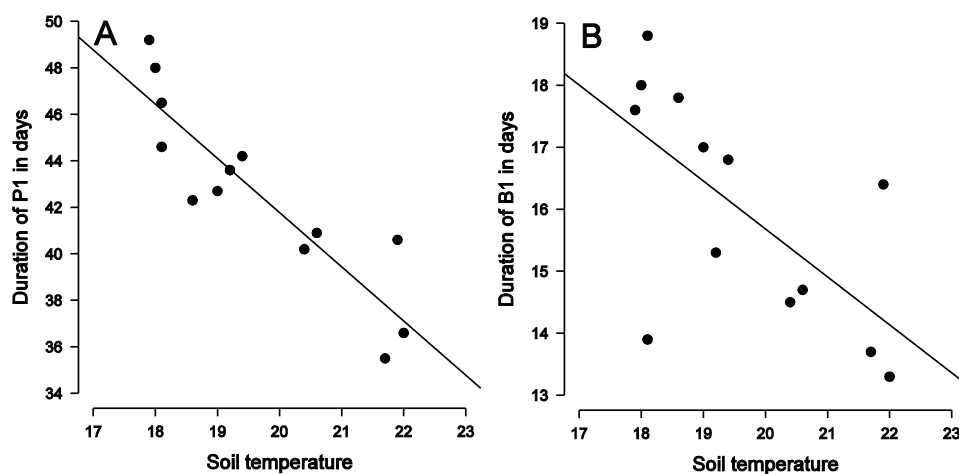 A
Duration of P1 in days
50
48
46
44
42
40
38
36
34
17 18 19 20 21 22 23
Soil temperature
B
Duration of B1 in days
19
18
17
16
15
14
13
17 18 19 20 21 22 23
Soil temperature